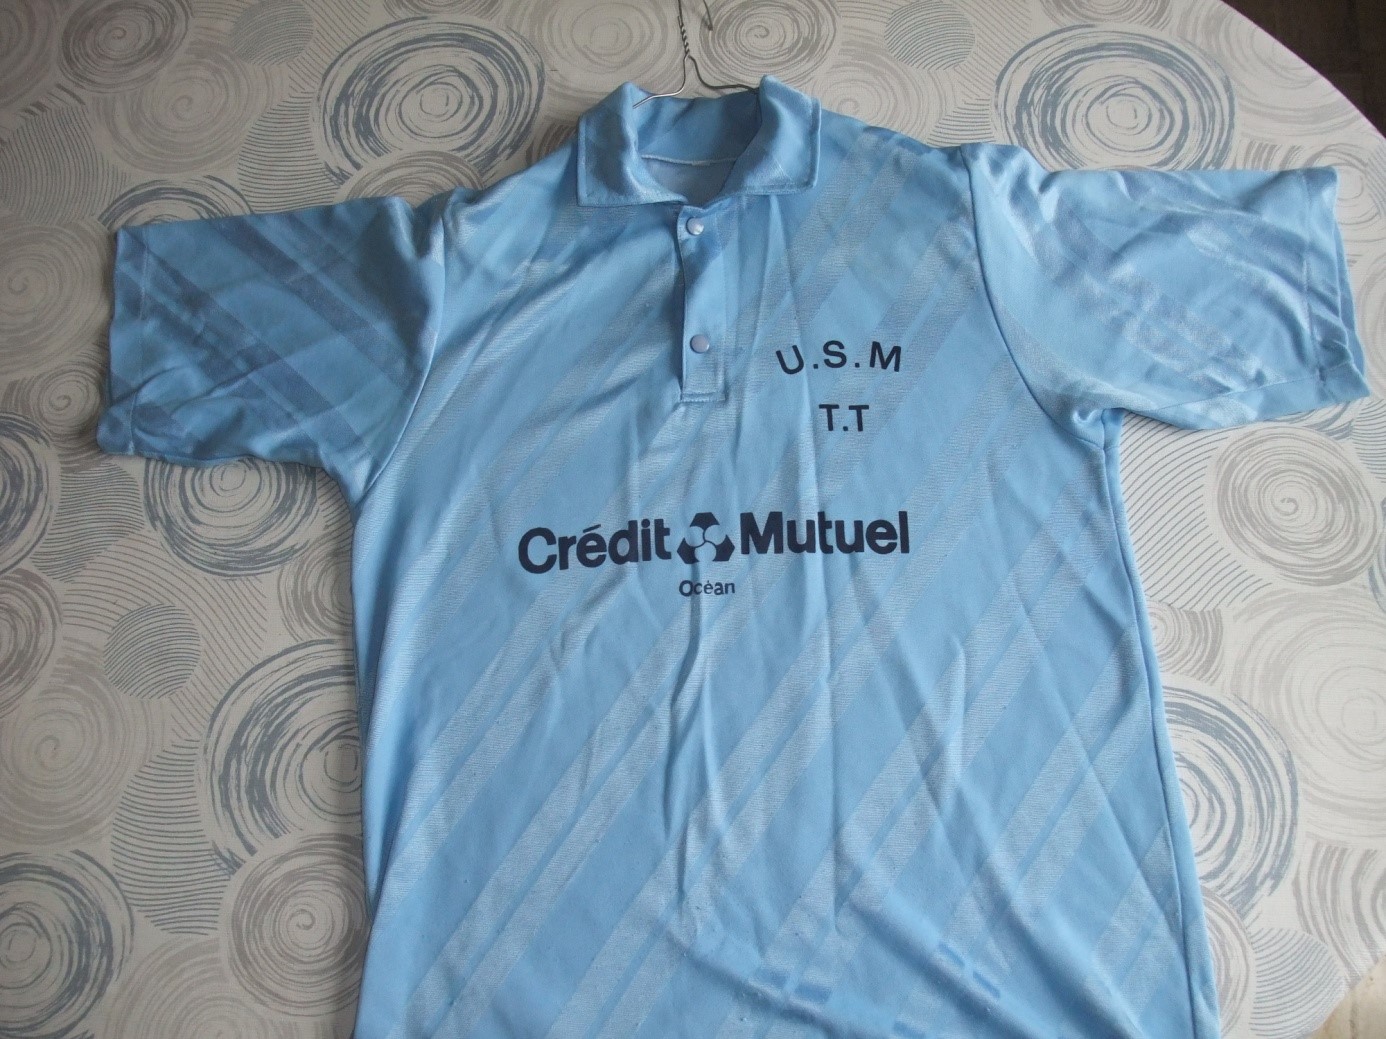 U.S.M
T.T
Crédit Mutuel
Océan